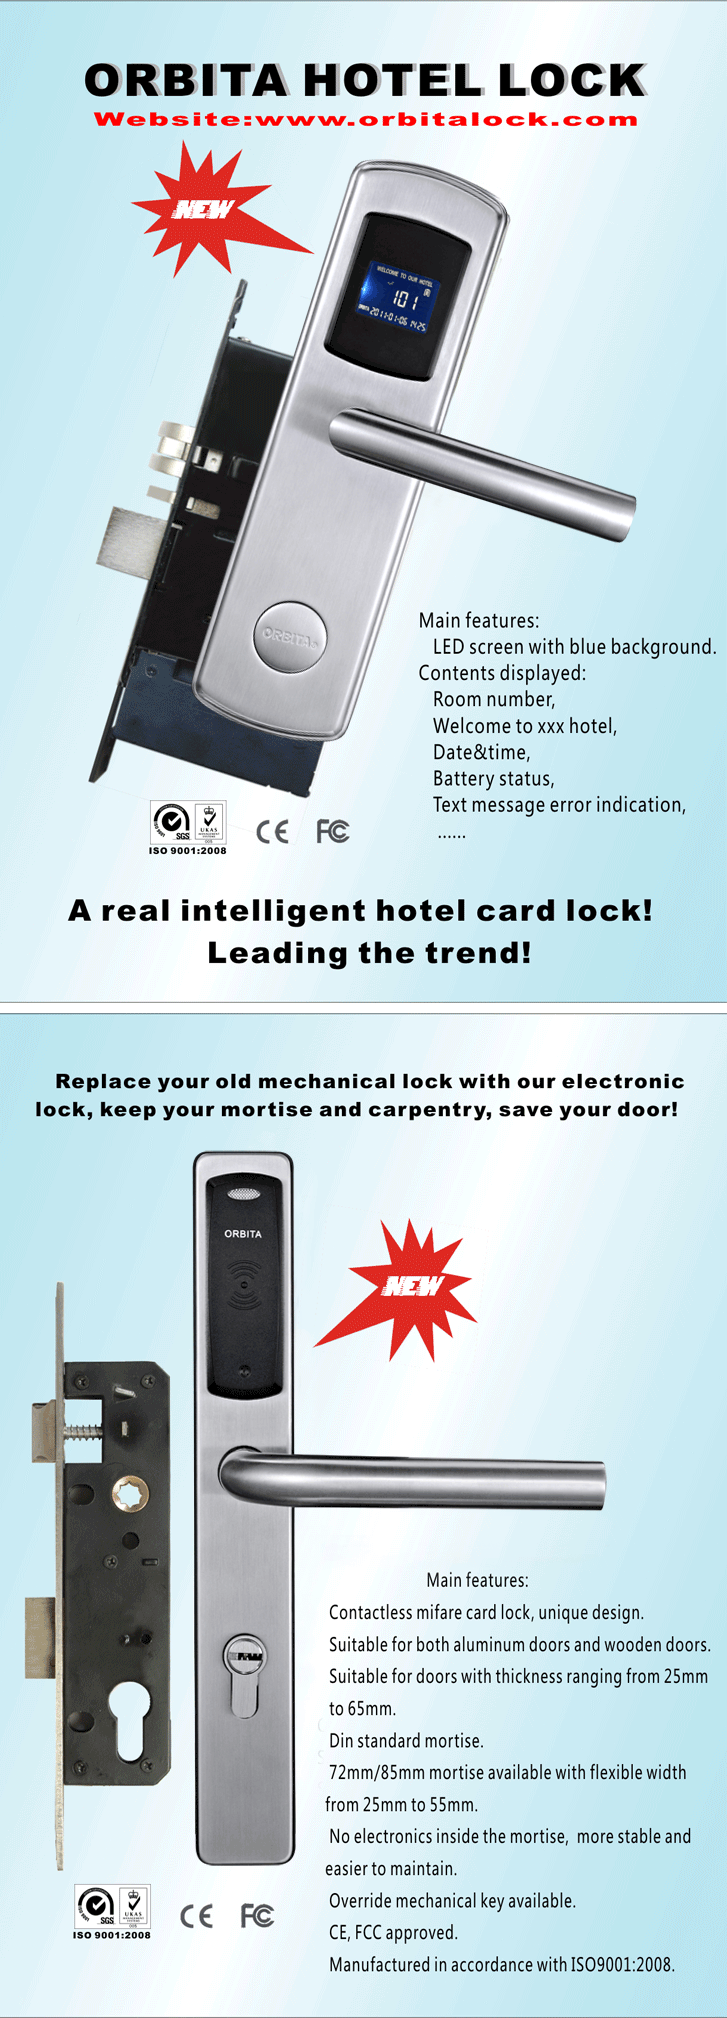 ORBITA HOTEL LOCK
Website:www.orbitalock.com
NEW
WELCOME TO OUR HOTEL
101
2011-01-06 14:25
ORBITA
Main features:
LED screen with blue background.
Contents displayed:
Room number,
Welcome to xxx hotel,
Date&time,
Battery status,
Text message error indication,
......
SGS
UKAS
MANAGEMENT
SYSTEMS
005
ISO 9001:2008
CE FC
A real intelligent hotel card lock!
Leading the trend!
Replace your old mechanical lock with our electronic
lock, keep your mortise and carpentry, save your door!
ORBITA
NEW
Main features:
Contactless mifare card lock, unique design.
Suitable for both aluminum doors and wooden doors.
Suitable for doors with thickness ranging from 25mm
to 65mm.
Din standard mortise.
72mm/85mm mortise available with flexible width
from 25mm to 55mm.
No electronics inside the mortise, more stable and
easier to maintain.
Override mechanical key available.
CE, FCC approved.
Manufactured in accordance with ISO9001:2008.
SGS
UKAS
MANAGEMENT
SYSTEMS
005
ISO 9001:2008
CE FC